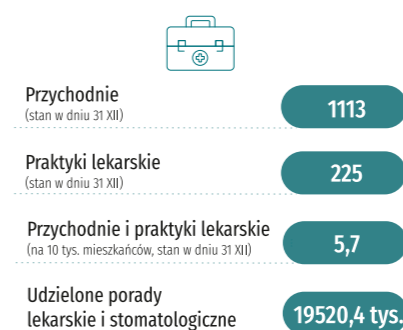 Przychodnie
1113
(stan w dniu 31 XII)
Praktyki lekarskie
225
(stan w dniu 31 XII)
Przychodnie i praktyki lekarskie
5,7
(na 10 tys. mieszkańców, stan w dniu 31 XII)
Udzielone porady
lekarskie i stomatologiczne
19520,4 tys.